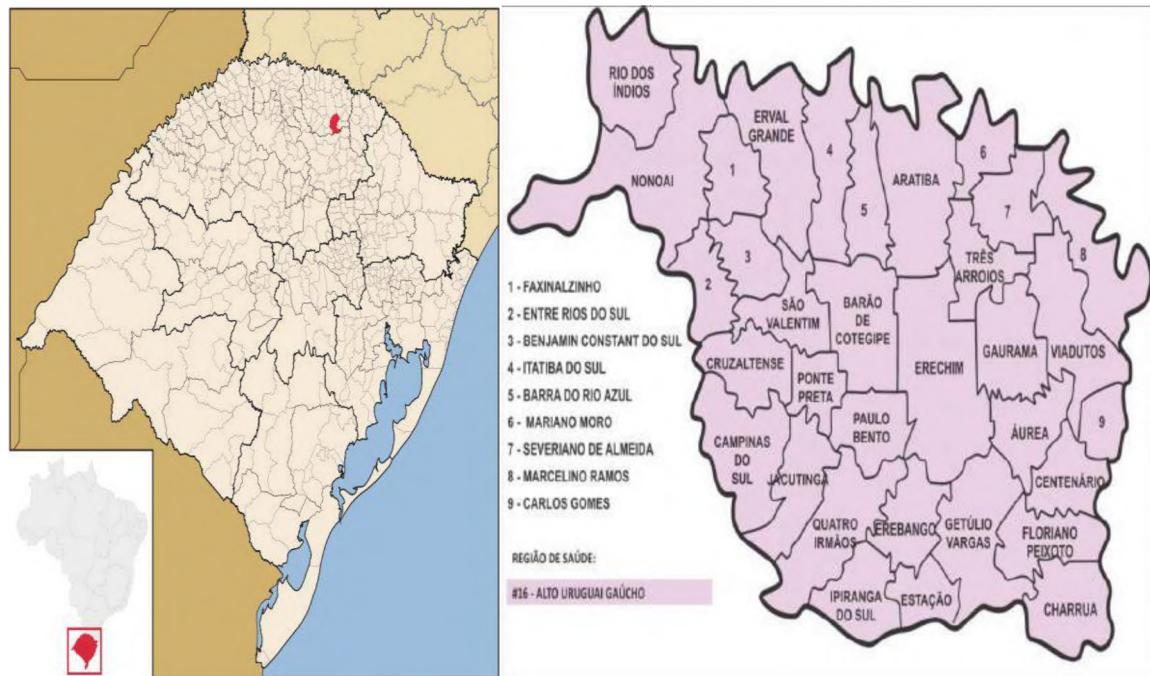 RIO DOS
ÍNDIOS
ERVAL
GRANDE
4
6
1
NONOAI
ARATIBA
5
7
3
2
TRÊS
ARROIOS
8
1 - FAXINALZINHO
2 - ENTRE RIOS DO SUL
3 - BENJAMIN CONSTANT DO SUL
4 - ITATIBA DO SUL
5 - BARRA DO RIO AZUL
6 - MARIANO MORO
7 - SEVERIANO DE ALMEIDA
8 - MARCELINO RAMOS
9 - CARLOS GOMES
SÃO
VALENTIM
BARÃO
DE
COTEGIPE
CRUZALTENSE
PONTE
PRETA
ERECHIM
GAURAMA
VIADUTOS
9
CAMPINAS
DO
SUL
JACUTINGA
PAULO
BENTO
ÁUREA
CENTENÁRIO
QUATRO
IRMÃOS
EREBANGO
GETÚLIO
VARGAS
FLORIANO
PEIXOTO
REGIÃO DE SAÚDE:
#16 - ALTO URUGUAI GAÚCHO
IPIRANGA
DO SUL
ESTAÇÃO
CHARRUA